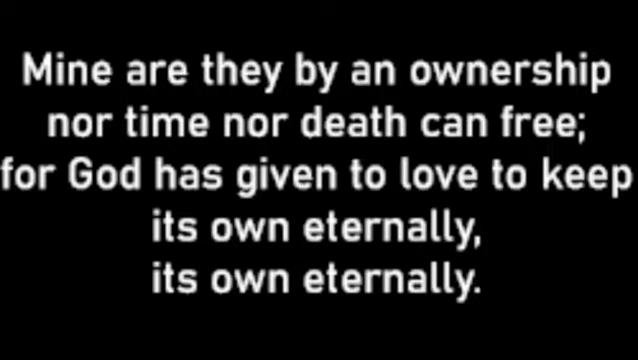 Mine are they by an ownership
nor time nor death can free;
for God has given to love to keep
its own eternally,
its own eternally.